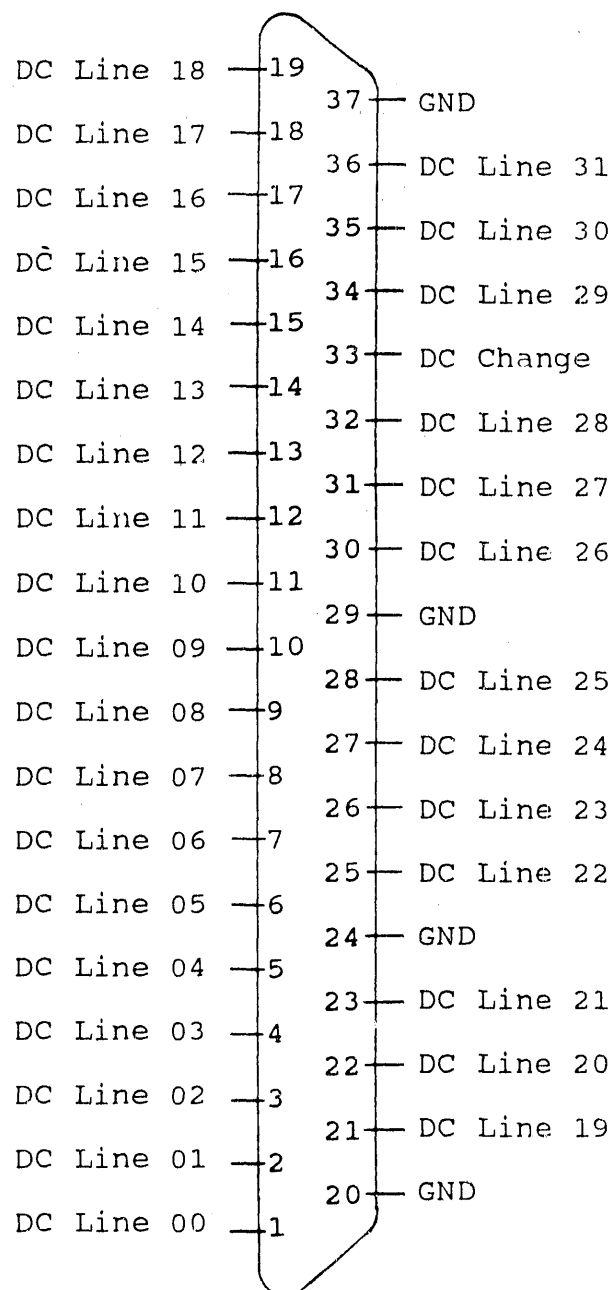 DC Line 18 19
37 GND
DC Line 17 18
36 DC Line 31
DC Line 16 17
35 DC Line 30
DC Line 15 16
34 DC Line 29
DC Line 14 15
33 DC Change
DC Line 13 14
32 DC Line 28
DC Line 12 13
31 DC Line 27
DC Line 11 12
30 DC Line 26
DC Line 10 11
29 GND
DC Line 09 10
28 DC Line 25
DC Line 08 9
27 DC Line 24
DC Line 07 8
26 DC Line 23
DC Line 06 7
25 DC Line 22
DC Line 05 6
24 GND
DC Line 04 5
23 DC Line 21
DC Line 03 4
22 DC Line 20
DC Line 02 3
21 DC Line 19
DC Line 01 2
20 GND
DC Line 00 1